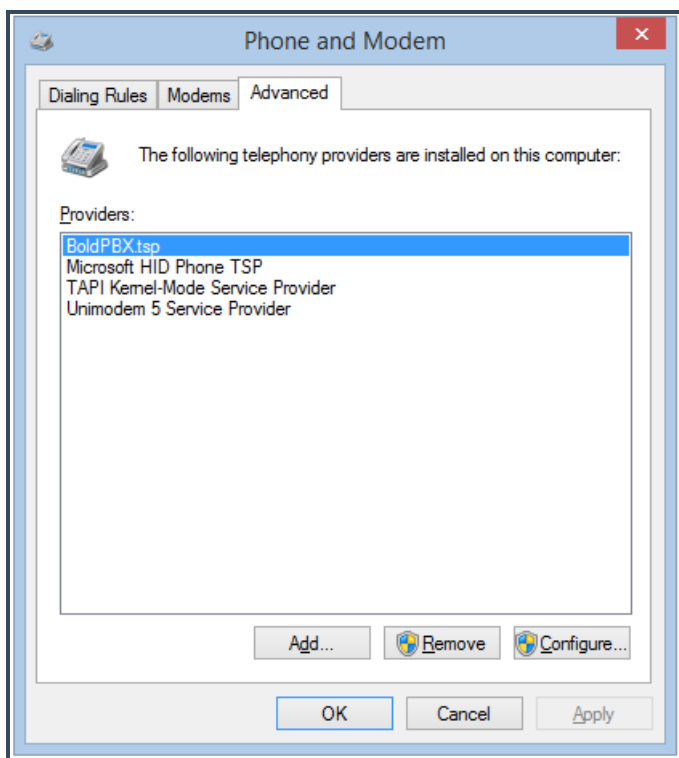 Phone and Modem
Dialing Rules Modems Advanced
The following telephony providers are installed on this computer:
Providers:
BoldPBX.tsp
Microsoft HID Phone TSP
TAPI Kernel-Mode Service Provider
Unimodem 5 Service Provider
Add... Remove Configure...
OK Cancel Apply